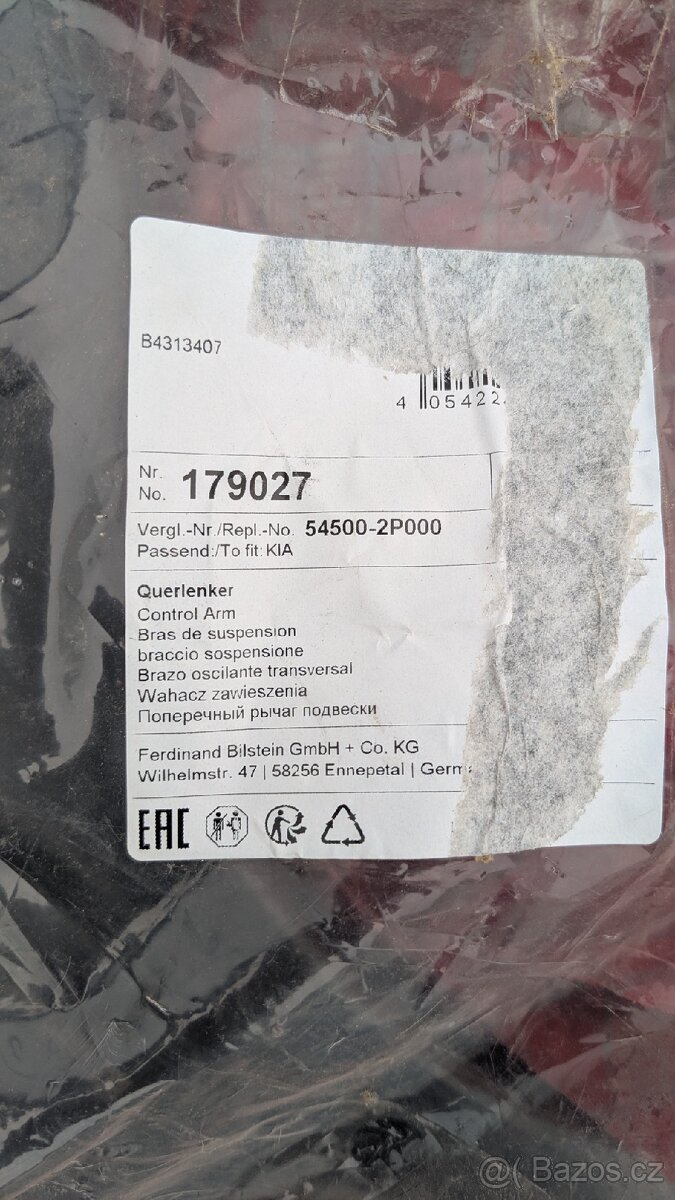 B4313407
4 05422
Nr.
No. 179027
Vergl.-Nr./Repl.-No. 54500-2P000
Passend:/To fit: KIA
Querlenker
Control Arm
Bras de suspension
braccio sospensione
Brazo oscilante transversal
Wahacz zawieszenia
Поперечный рычаг подвески
Ferdinand Bilstein GmbH + Co. KG
Wilhelmstr. 47 | 58256 Ennepetal |
EAC
@( Bazos.cz